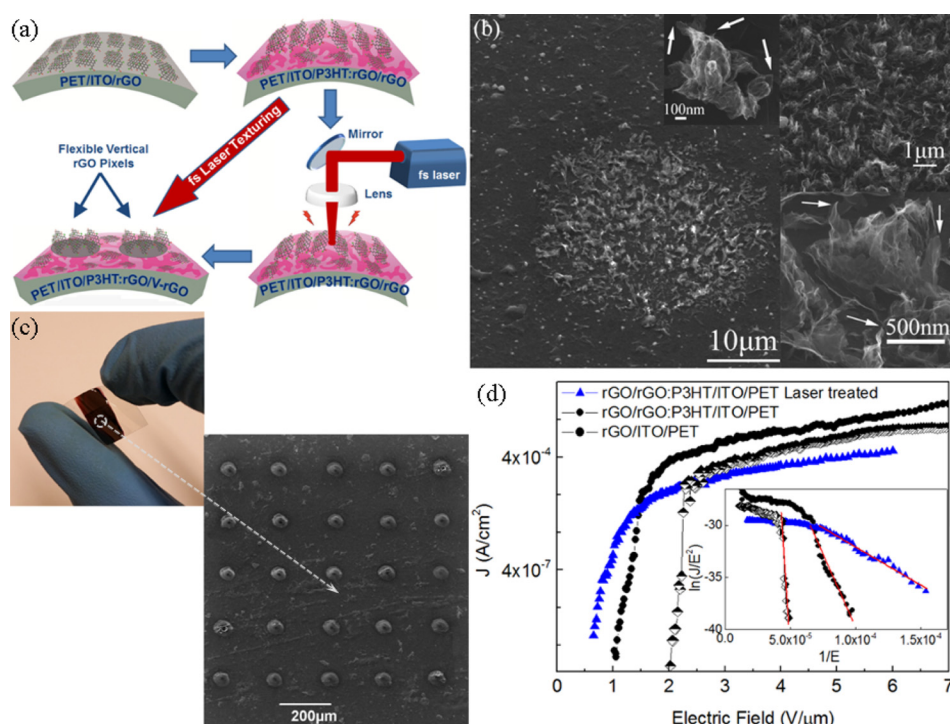 (a)
PET/ITO/rGO
PET/ITO/P3HT:rGO/rGO
Mirror
fs laser
Lens
fs Laser Texturing
Flexible Vertical
rGO Pixels
PET/ITO/P3HT:rGO/V-rGO
PET/ITO/P3HT:rGO/rGO
(b)
100nm
1μm
10μm
500nm
(c)
200μm
(d)
rGO/rGO:P3HT/ITO/PET Laser treated
rGO/rGO:P3HT/ITO/PET
rGO/ITO/PET
J (A/cm²)
4x10⁻⁴
4x10⁻⁷
ln(J/E²)
-30
-35
-40
5.0x10⁻⁵ 1.0x10⁻⁴ 1.5x10⁻⁴
1/E
0 1 2 3 4 5 6 7
Electric Field (V/μm)